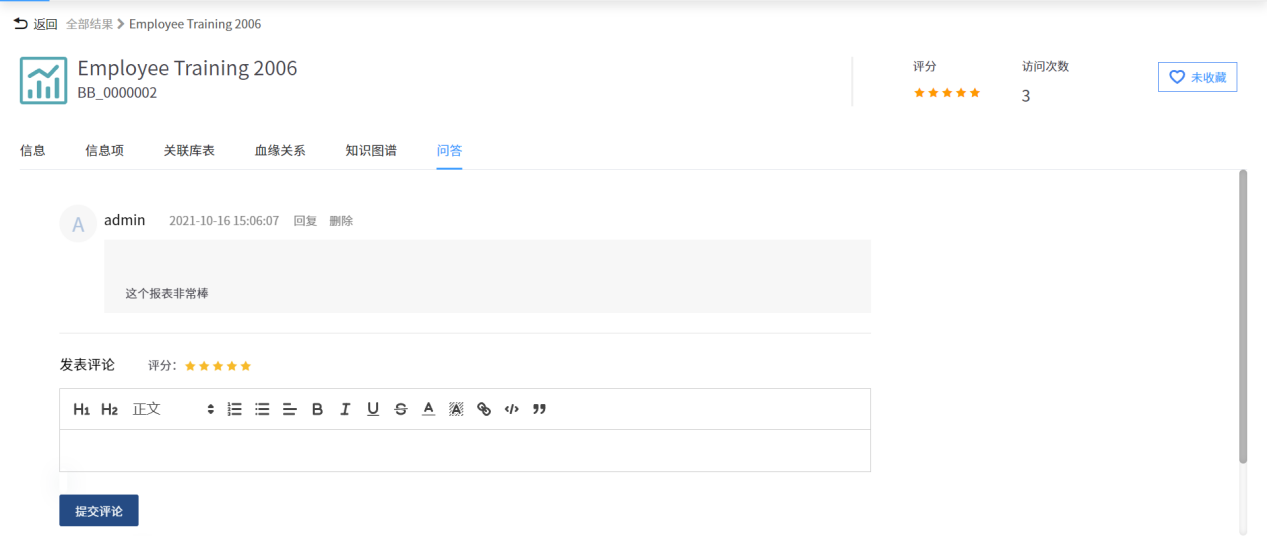 返回 全部结果 Employee Training 2006
Employee Training 2006
BB_0000002
评分
访问次数
3
未收藏
信息 信息项 关联库表 血缘关系 知识图谱 问答
A
admin 2021-10-16 15:06:07 回复 删除
这个报表非常棒
发表评论 评分：
H1 H2 正文 B I U S A A </> ”
提交评论